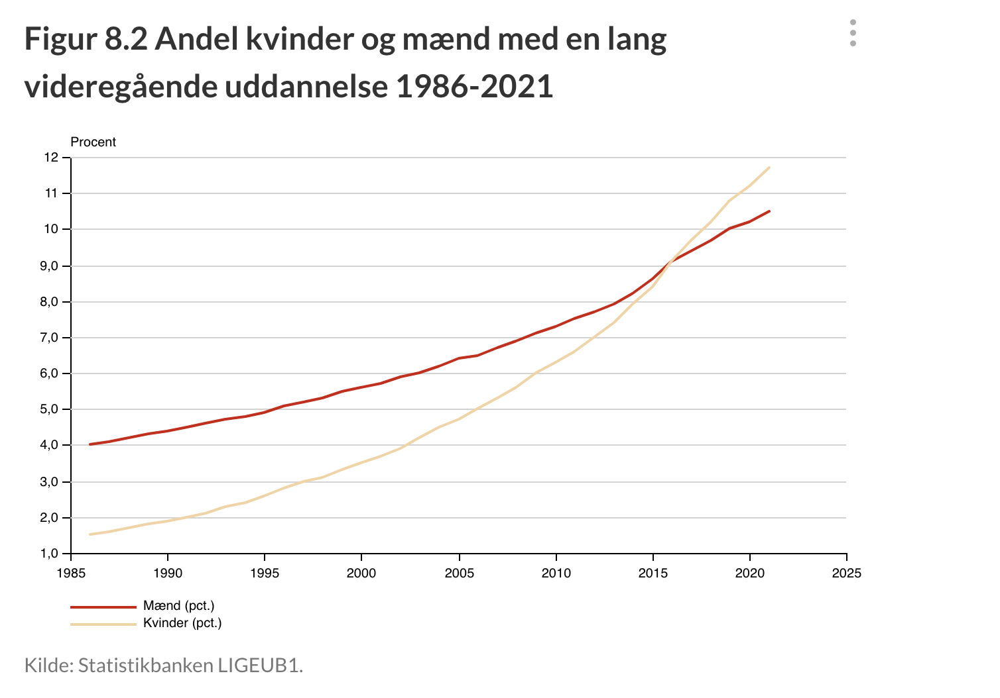 Figur 8.2 Andel kvinder og mænd med en lang
videregående uddannelse 1986-2021
Procent
12
11
10
9,0
8,0
7,0
6,0
5,0
4,0
3,0
2,0
1,0
1985 1990 1995 2000 2005 2010 2015 2020 2025
Mænd (pct.)
Kvinder (pct.)
Kilde: Statistikbanken LIGEUB1.